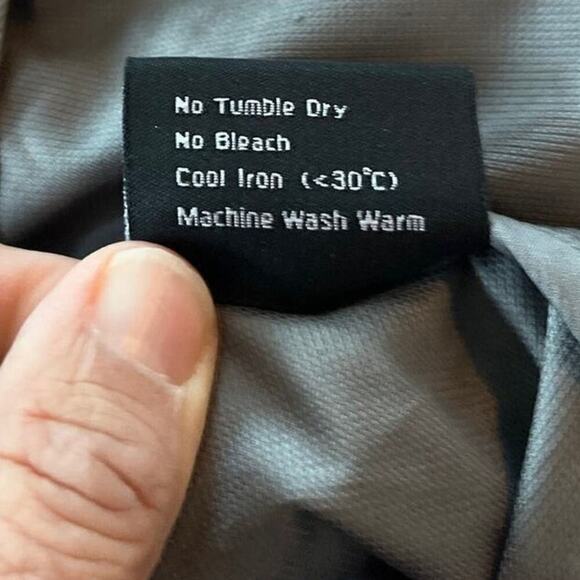 No Tumble Dry
No Bleach
Cool Iron (<30°C)
Machine Wash Warm